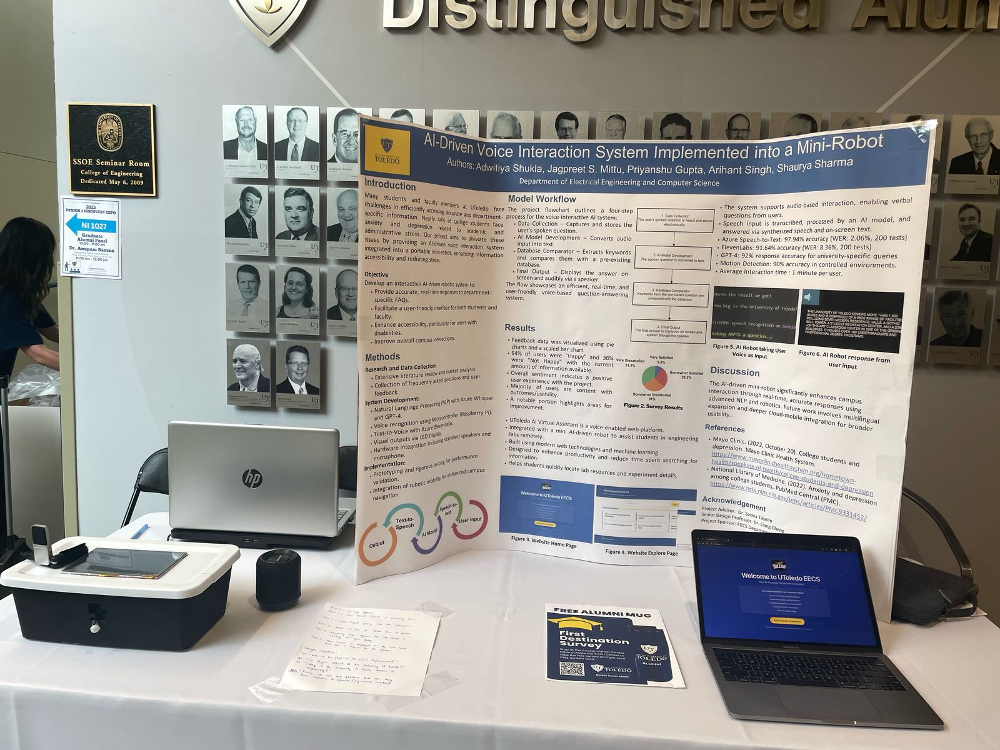 Distinguished Alum
SSOE Seminar Room
College of Engineering
Dedicated May 6, 2009
2025
DESIGN & DISCOVERY EXPO
NI 1027
Graduate
Alumni Panel
10:00 - 11:00 am
Dr. Anupam Saxena
11:00 am - 12:00 pm
UT
THE UNIVERSITY OF
TOLEDO
AI-Driven Voice Interaction System Implemented into a Mini-Robot
Authors: Adwitiya Shukla, Jagpreet S. Mittu, Priyanshu Gupta, Arihant Singh, Shaurya Sharma
Department of Electrical Engineering and Computer Science
Introduction
Many students and faculty members at UToledo face
challenges in efficiently accessing accurate and department-
specific information. Nearly 44% of college students face
anxiety and depression related to academic and
administrative stress. Our project aims to alleviate these
issues by providing an AI-driven voice interaction system
integrated into a portable mini-robot, enhancing information
accessibility and reducing stress.
Objective
Develop an interactive AI-driven robotic system to:
• Provide accurate, real-time responses to department-
specific FAQs.
• Facilitate a user-friendly interface for both students and
faculty.
• Enhance accessibility, particularly for users with
disabilities.
• Improve overall campus interactions.
Methods
Research and Data Collection:
• Extensive literature review and market analysis.
• Collection of frequently asked questions and user
feedback.
System Development:
• Natural Language Processing (NLP) with Azure Whisper
and GPT-4.
• Voice recognition using Microcontroller (Raspberry Pi).
• Text-to-Voice with Azure ElevenLabs.
• Visual outputs via LED Display.
• Hardware integration including standard speakers and
microphone.
Implementation:
• Prototyping and rigorous testing for performance
validation.
• Integration of robotic mobility for enhanced campus
navigation
Output
Text-to-
Speech
AI Model
Speech-to-
text
User Input
Model Workflow
The project flowchart outlines a four-step
process for the voice-interactive AI system:
• Data Collection – Captures and stores the
user's spoken question.
• AI Model Development – Converts audio
input into text.
• Database Comparator – Extracts keywords
and compares them with a pre-existing
database.
• Final Output – Displays the answer on-
screen and audibly via a speaker.
The flow showcases an efficient, real-time, and
user-friendly voice-based question-answering
system.
1. Data Collection
The user's spoken question is heard and stored
electronically
2. AI Model Development
The spoken question is converted to text.
3. Database Comparator
Keywords from the text-based question are
compared with the database.
4. Final Output
The final answer is displayed on screen and
spoken through the speaker.
Results
• Feedback data was visualized using pie
charts and a scaled bar chart.
• 64% of users were "Happy" and 36%
were "Not Happy" with the current
amount of information available.
• Overall sentiment indicates a positive
user experience with the project.
• Majority of users are content with
outcomes/usability.
• A notable portion highlights areas for
improvement.
Very Dissatisfied
33.3%
Very Satisfied
9.5%
Somewhat Satisfied
26.2%
Somewhat Dissatisfied
31%
Figure 2. Survey Results
• UToledo AI Virtual Assistant is a voice-enabled web platform.
• Integrated with a mini AI-driven robot to assist students in engineering
labs remotely.
• Built using modern web technologies and machine learning.
• Designed to enhance productivity and reduce time spent searching for
information.
• Helps students quickly locate lab resources and experiment details.
Welcome to UToledo EECS
EECS Department FAQ
Figure 3. Website Home Page
Figure 4. Website Explore Page
• The system supports audio-based interaction, enabling verbal
questions from users.
• Speech input is transcribed, processed by an AI model, and
answered via synthesized speech and on-screen text.
• Azure Speech-to-Text: 97.94% accuracy (WER: 2.06%, 200 tests)
• ElevenLabs: 91.64% accuracy (WER: 8.36%, 200 tests)
• GPT-4: 92% response accuracy for university-specific queries
• Motion Detection: 90% accuracy in controlled environments.
• Average Interaction time : 1 minute per user.
Heres the result we got!
How big is the University of Toledo?
CLOSING speech recognition on Sessio
Asking AAPJS a question...
THE UNIVERSITY OF TOLEDO COVERS MORE THAN 1,400
ACRES AND IS COMPRISED OF A WIDE RANGE OF FACILITIE
INCLUDING SEVEN MODERN RESIDENCE HALLS, A GOTHIC
BELL TOWER, A STUDENT RECREATION CENTER, AND A STA
-OF-THE-ART CLASSROOM CENTER IN ONE OF THE ORIGINA
BUILDINGS. IT HOUSES OVER 100 UNDERGRADUATE AND
PROFESSIONAL DEGREE PROGRAMS.
Figure 5. AI Robot taking User
Voice as Input
Figure 6. AI Robot response from
user input
Discussion
The AI-driven mini-robot significantly enhances campus
interaction through real-time, accurate responses using
advanced NLP and robotics. Future work involves multilingual
expansion and deeper cloud-mobile integration for broader
usability.
References
• Mayo Clinic. (2022, October 20). College students and
depression. Mayo Clinic Health System.
https://www.mayoclinichealthsystem.org/hometown-
health/speaking-of-health/college-students-and-depression
• National Library of Medicine. (2022). Anxiety and depression
among college students. PubMed Central (PMC).
https://www.ncbi.nlm.nih.gov/pmc/articles/PMC9331452/
Acknowledgement
Project Advisor: Dr. Samia Tasnim
Senior Design Professor: Dr. Liang Cheng
Project Sponsor: EECS Departme
hp
FREE ALUMNI MUG
First
Destination
Survey
Stop at the Rocket Career Center
table outside the SHAH Center to
take the FDS Survey and get your
FREE ALUMNI MUG.
TOLEDO
Rocket Career Center
TOLEDO
ALUMNI
TOLEDO
Welcome to UToledo EECS
Your AI-Powered Department Assistant
MacBook Pro